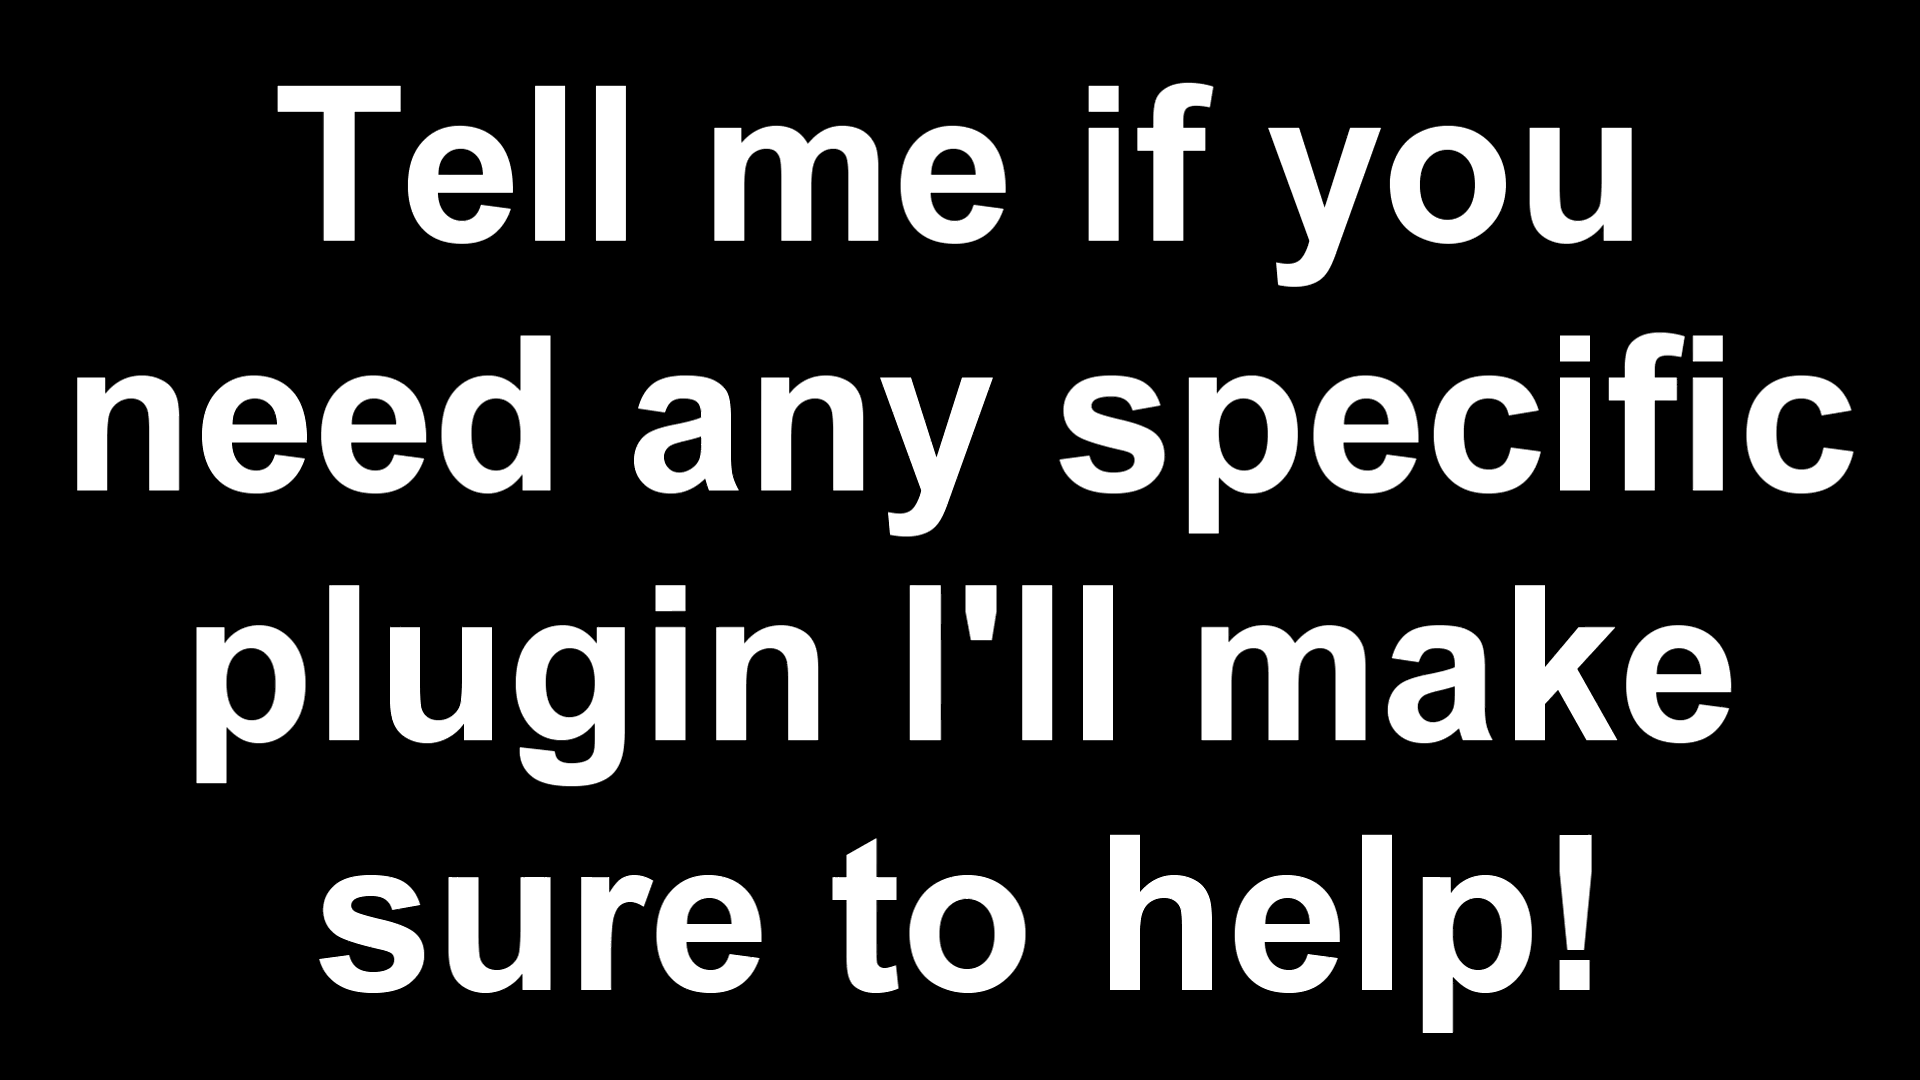 Tell me if you
need any specific
plugin I'll make
sure to help!